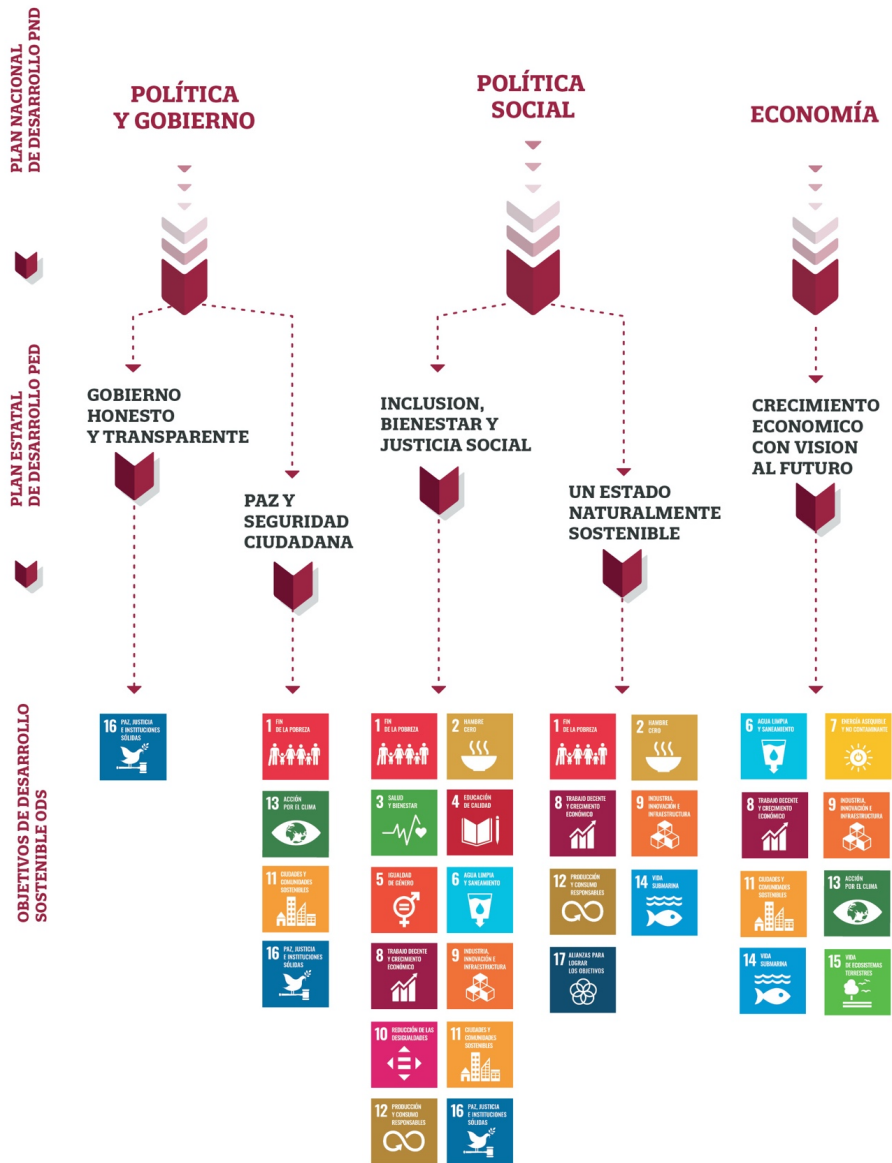 PLAN NACIONAL
DE DESARROLLO PND
POLÍTICA
Y GOBIERNO
POLÍTICA
SOCIAL
ECONOMÍA
PLAN ESTATAL
DE DESARROLLO PED
GOBIERNO
HONESTO
Y TRANSPARENTE
PAZ Y
SEGURIDAD
CIUDADANA
INCLUSION,
BIENESTAR Y
JUSTICIA SOCIAL
UN ESTADO
NATURALMENTE
SOSTENIBLE
CRECIMIENTO
ECONOMICO
CON VISION
AL FUTURO
OBJETIVOS DE DESARROLLO
SOSTENIBLE ODS
16 PAZ, JUSTICIA
E INSTITUCIONES
SÓLIDAS
1 FIN
DE LA POBREZA
13 ACCIÓN
POR EL CLIMA
11 CIUDADES Y
COMUNIDADES
SOSTENIBLES
16 PAZ, JUSTICIA
E INSTITUCIONES
SÓLIDAS
1 FIN
DE LA POBREZA
2 HAMBRE
CERO
3 SALUD
Y BIENESTAR
4 EDUCACIÓN
DE CALIDAD
5 IGUALDAD
DE GÉNERO
6 AGUA LIMPIA
Y SANEAMIENTO
8 TRABAJO DECENTE
Y CRECIMIENTO
ECONÓMICO
9 INDUSTRIA,
INNOVACIÓN E
INFRAESTRUCTURA
10 REDUCCIÓN DE LAS
DESIGUALDADES
11 CIUDADES Y
COMUNIDADES
SOSTENIBLES
12 PRODUCCIÓN
Y CONSUMO
RESPONSABLES
16 PAZ, JUSTICIA
E INSTITUCIONES
SÓLIDAS
1 FIN
DE LA POBREZA
2 HAMBRE
CERO
8 TRABAJO DECENTE
Y CRECIMIENTO
ECONÓMICO
9 INDUSTRIA,
INNOVACIÓN E
INFRAESTRUCTURA
12 PRODUCCIÓN
Y CONSUMO
RESPONSABLES
14 VIDA
SUBMARINA
17 ALIANZAS PARA
LOGRAR
LOS OBJETIVOS
6 AGUA LIMPIA
Y SANEAMIENTO
7 ENERGÍA ASEQUIBLE
Y NO CONTAMINANTE
8 TRABAJO DECENTE
Y CRECIMIENTO
ECONÓMICO
9 INDUSTRIA,
INNOVACIÓN E
INFRAESTRUCTURA
11 CIUDADES Y
COMUNIDADES
SOSTENIBLES
13 ACCIÓN
POR EL CLIMA
14 VIDA
SUBMARINA
15 VIDA
DE ECOSISTEMAS
TERRESTRES